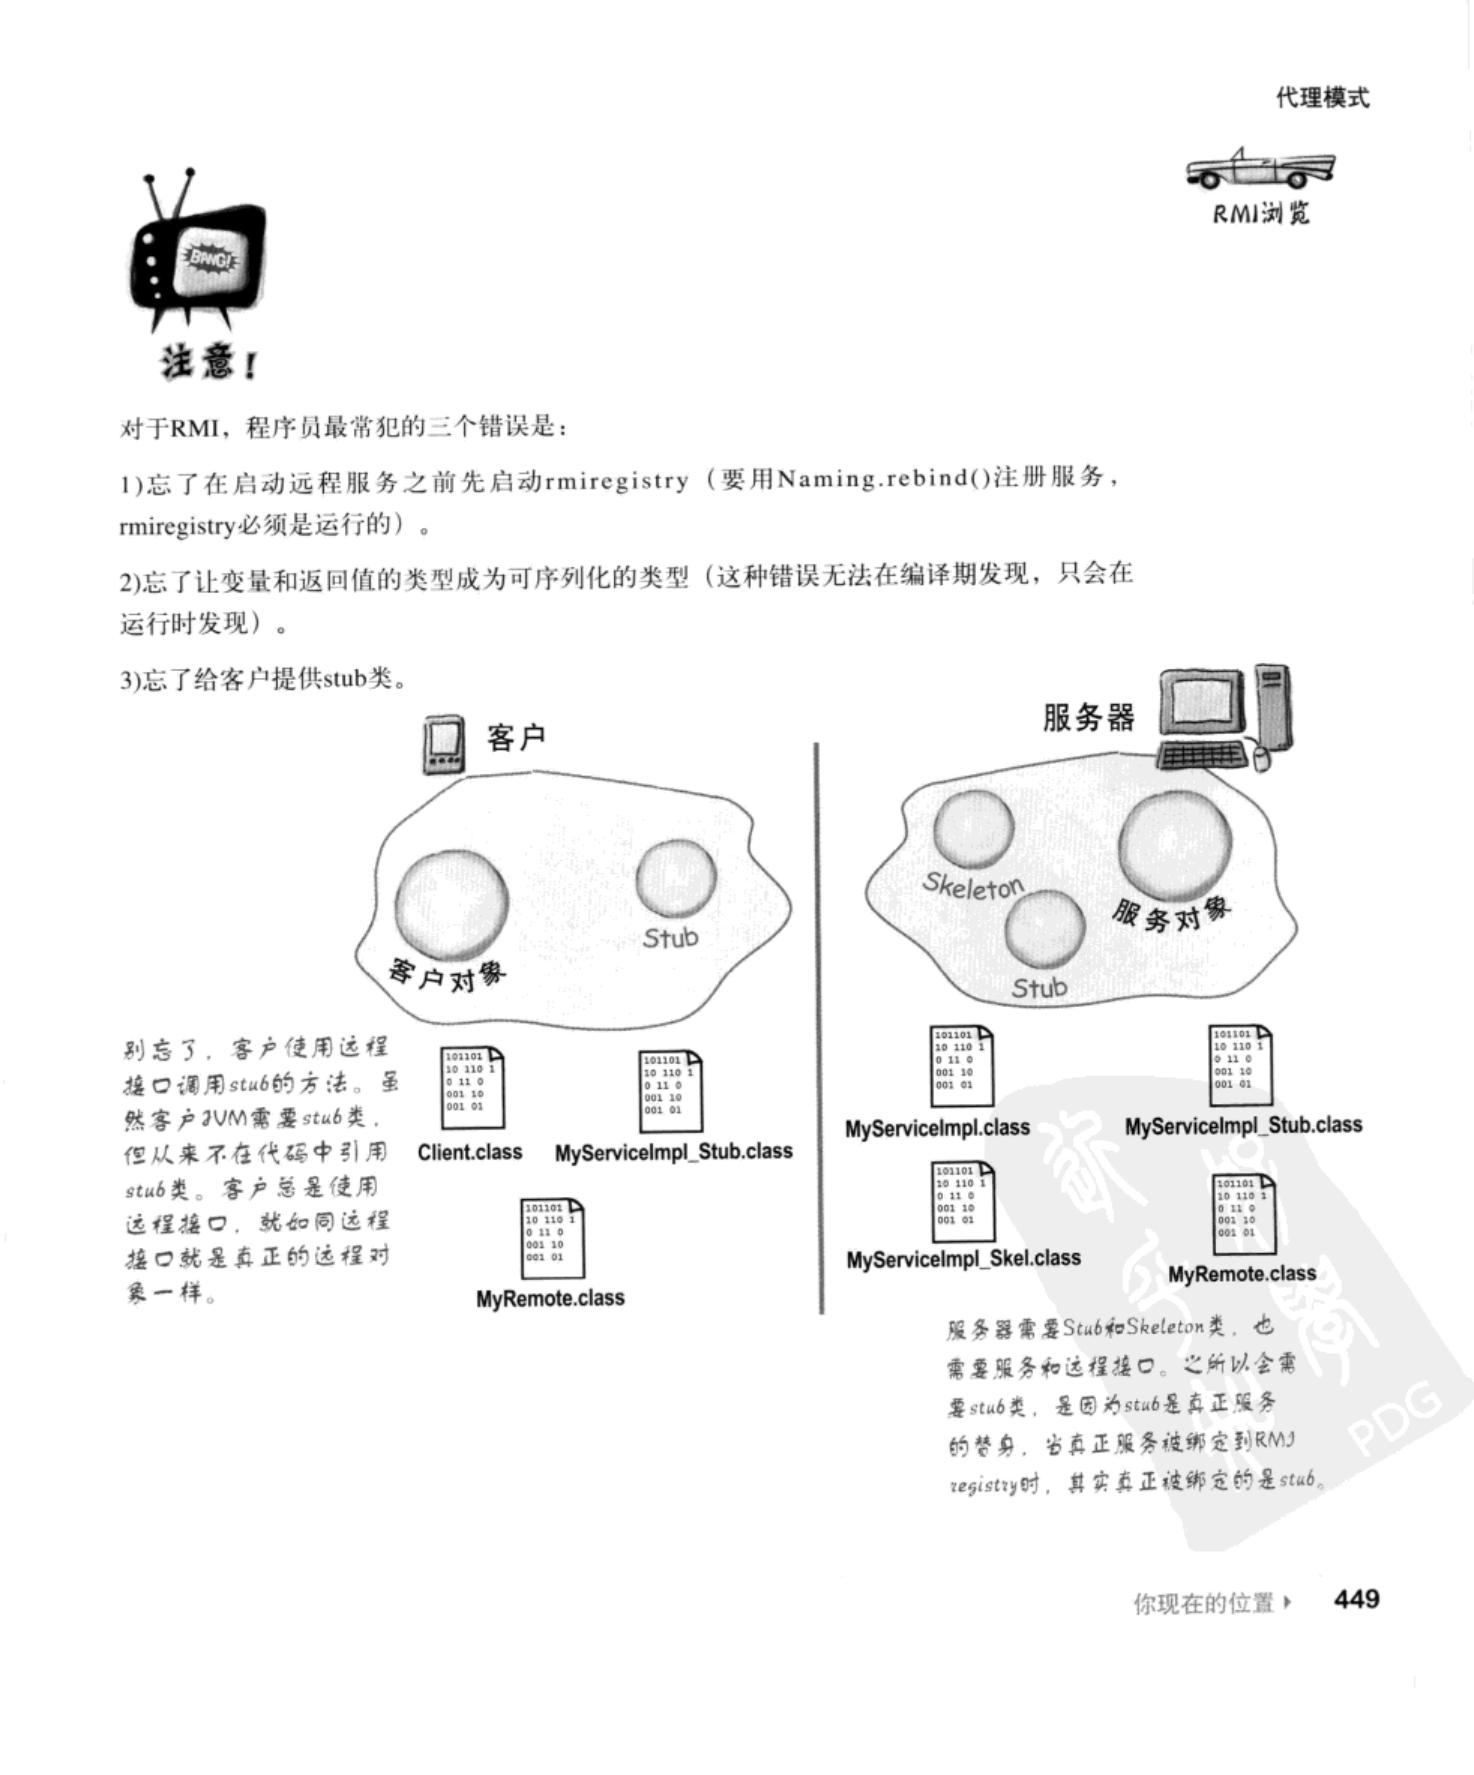 代理模式
RMI浏览
BANG!
注意！
对于RMI，程序员最常犯的三个错误是：
1)忘了在启动远程服务之前先启动rmiregistry（要用Naming.rebind()注册服务，
rmiregistry必须是运行的）。
2)忘了让变量和返回值的类型成为可序列化的类型（这种错误无法在编译期发现，只会在
运行时发现）。
3)忘了给客户提供stub类。
客户
服务器
客户对象
Stub
Skeleton
Stub
服务对象
别忘了，客户使用远程
接口调用stub的方法。虽
然客户JVM需要stub类，
但从来不在代码中引用
stub类。客户总是使用
远程接口，就如同远程
接口就是真正的远程对
象一样。
101101
10 110 1
0 11 0
001 10
001 01
Client.class
101101
10 110 1
0 11 0
001 10
001 01
MyServiceImpl_Stub.class
101101
10 110 1
0 11 0
001 10
001 01
MyRemote.class
101101
10 110 1
0 11 0
001 10
001 01
MyServiceImpl.class
101101
10 110 1
0 11 0
001 10
001 01
MyServiceImpl_Stub.class
101101
10 110 1
0 11 0
001 10
001 01
MyServiceImpl_Skel.class
101101
10 110 1
0 11 0
001 10
001 01
MyRemote.class
服务器需要Stub和Skeleton类，也
需要服务和远程接口。之所以会需
要stub类，是因为stub是真正服务
的替身，当真正服务被绑定到RMI
registry时，其实真正被绑定的是stub。
PDG
你现在的位置
449